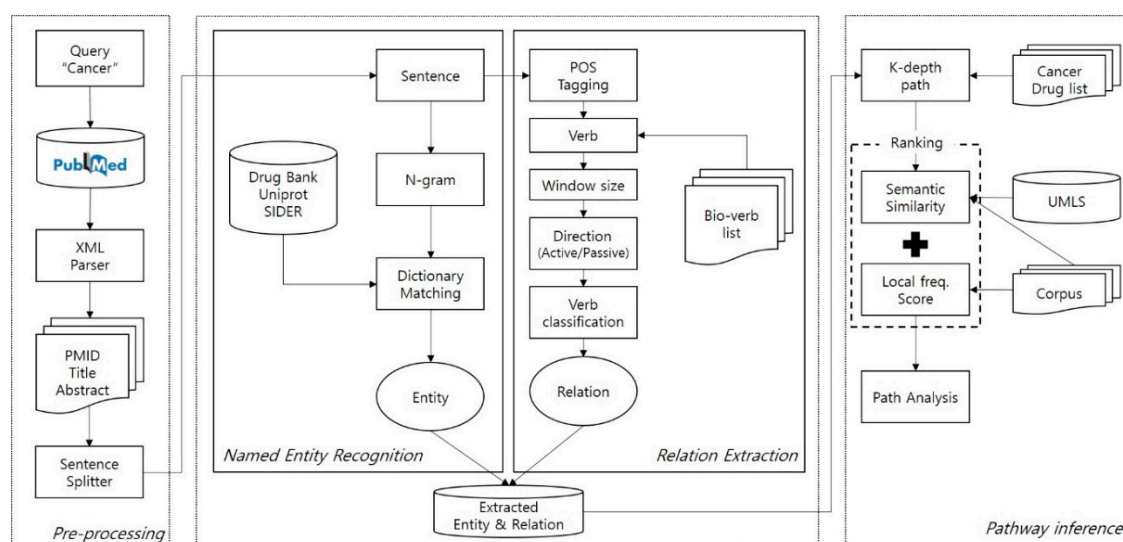 Query
“Cancer”
PubMed
XML
Parser
PMID
Title
Abstract
Sentence
Splitter
Pre-processing
Sentence
N-gram
Drug Bank
Uniprot
SIDER
Dictionary
Matching
Entity
Named Entity Recognition
POS
Tagging
Verb
Window size
Direction
(Active/Passive)
Verb
classification
Relation
Bio-verb
list
Relation Extraction
Extracted
Entity & Relation
K-depth
path
Cancer
Drug list
Ranking
Semantic
Similarity
UMLS
Local freq.
Score
Corpus
Path Analysis
Pathway inference